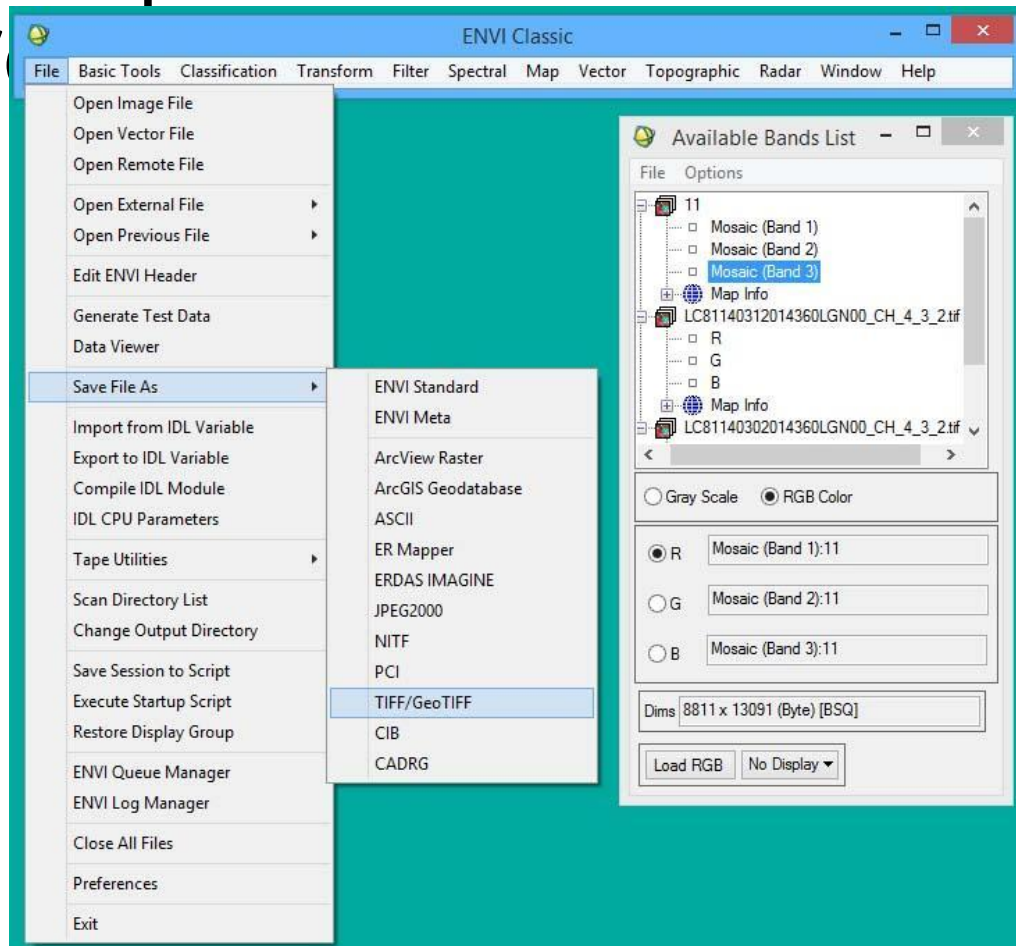 ENVI Classic
File Basic Tools Classification Transform Filter Spectral Map Vector Topographic Radar Window Help
Open Image File
Open Vector File
Open Remote File
Open External File
Open Previous File
Edit ENVI Header
Generate Test Data
Data Viewer
Save File As
Import from IDL Variable
Export to IDL Variable
Compile IDL Module
IDL CPU Parameters
Tape Utilities
Scan Directory List
Change Output Directory
Save Session to Script
Execute Startup Script
Restore Display Group
ENVI Queue Manager
ENVI Log Manager
Close All Files
Preferences
Exit
ENVI Standard
ENVI Meta
ArcView Raster
ArcGIS Geodatabase
ASCII
ER Mapper
ERDAS IMAGINE
JPEG2000
NITF
PCI
TIFF/GeoTIFF
CIB
CADRG
Available Bands List
File Options
11
Mosaic (Band 1)
Mosaic (Band 2)
Mosaic (Band 3)
Map Info
LC81140312014360LGN00_CH_4_3_2.tif
R
G
B
Map Info
LC81140302014360LGN00_CH_4_3_2.tif
Gray Scale RGB Color
R Mosaic (Band 1):11
G Mosaic (Band 2):11
B Mosaic (Band 3):11
Dims 8811 x 13091 (Byte) [BSQ]
Load RGB No Display